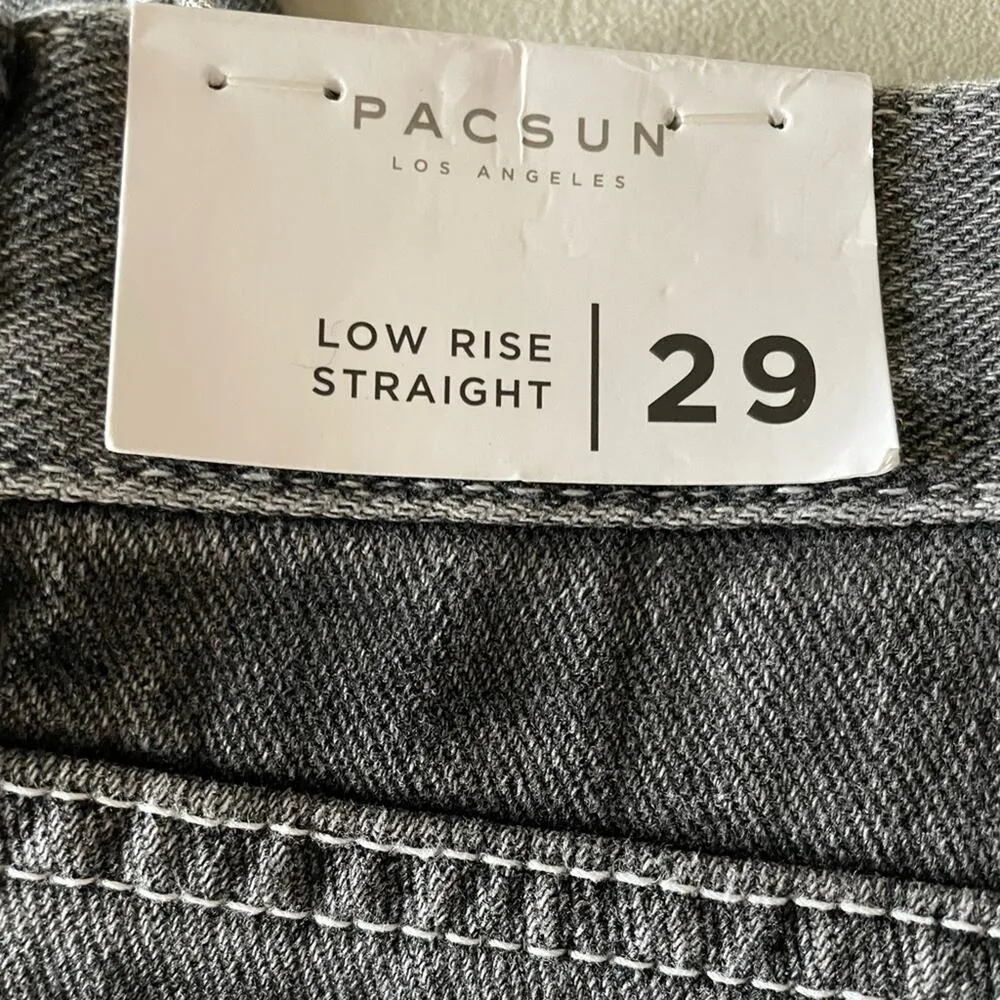 PACSUN
LOS ANGELES
LOW RISE
STRAIGHT
29